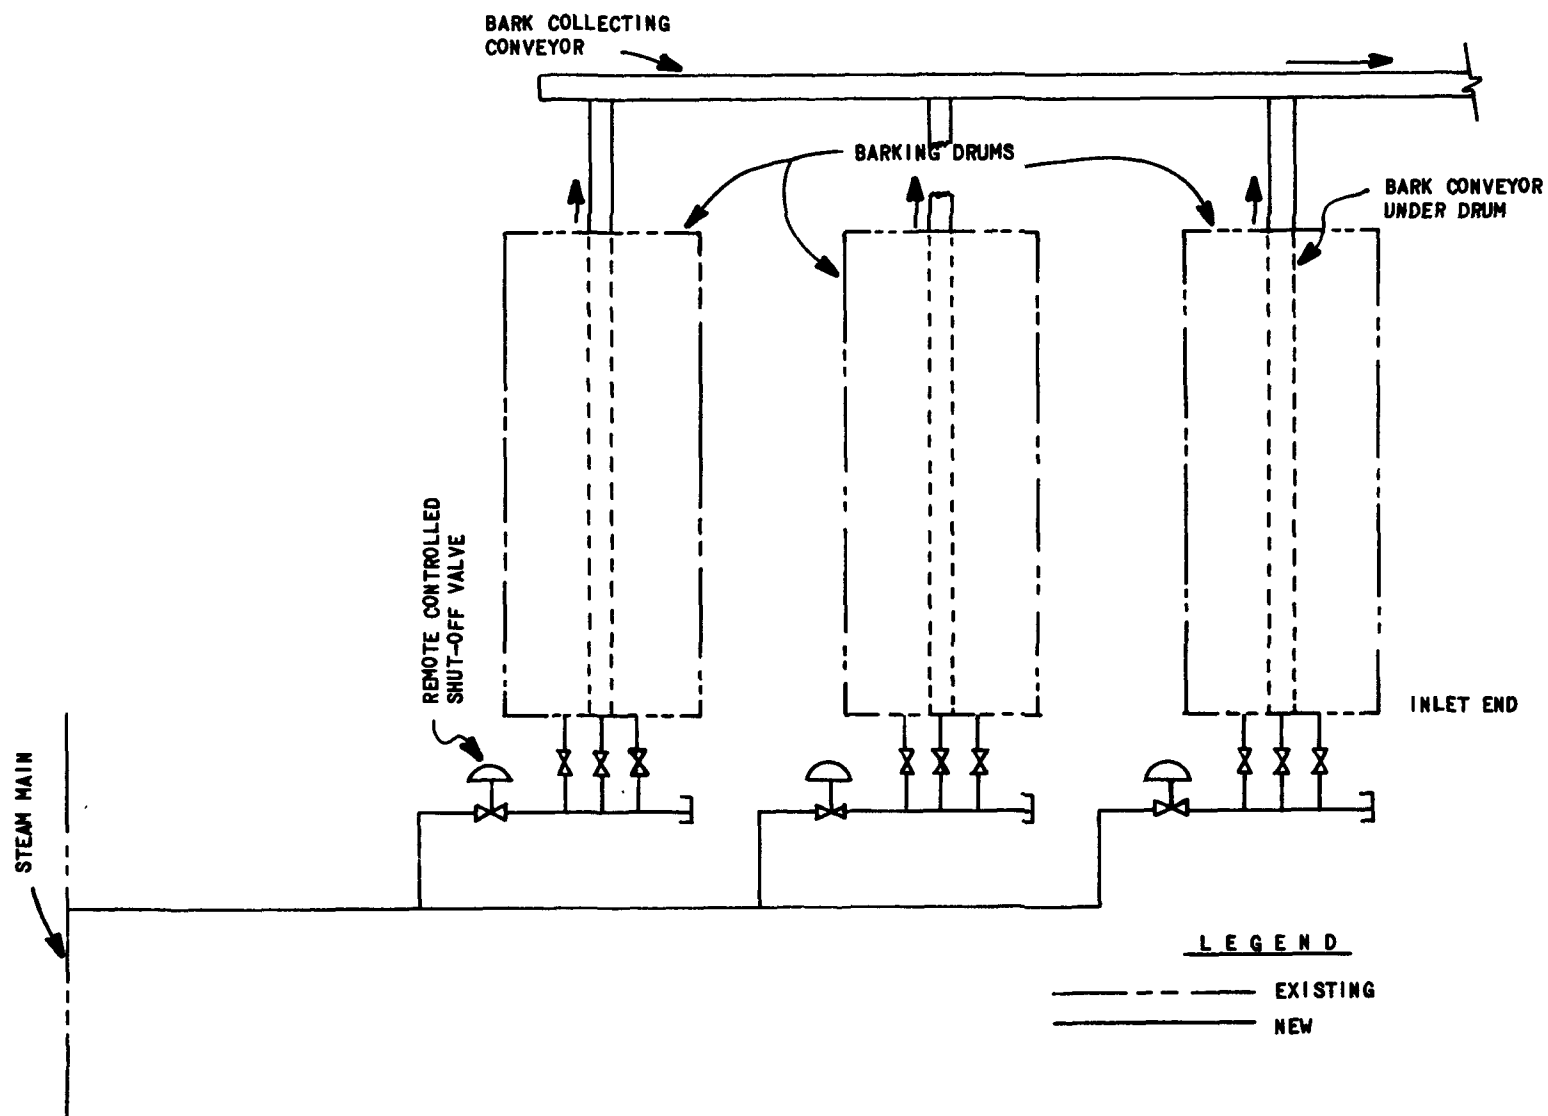 BARK COLLECTING
CONVEYOR
BARKING DRUMS
BARK CONVEYOR
UNDER DRUM
REMOTE CONTROLLED
SHUT-OFF VALVE
INLET END
STEAM MAIN
LEGEND
EXISTING
NEW